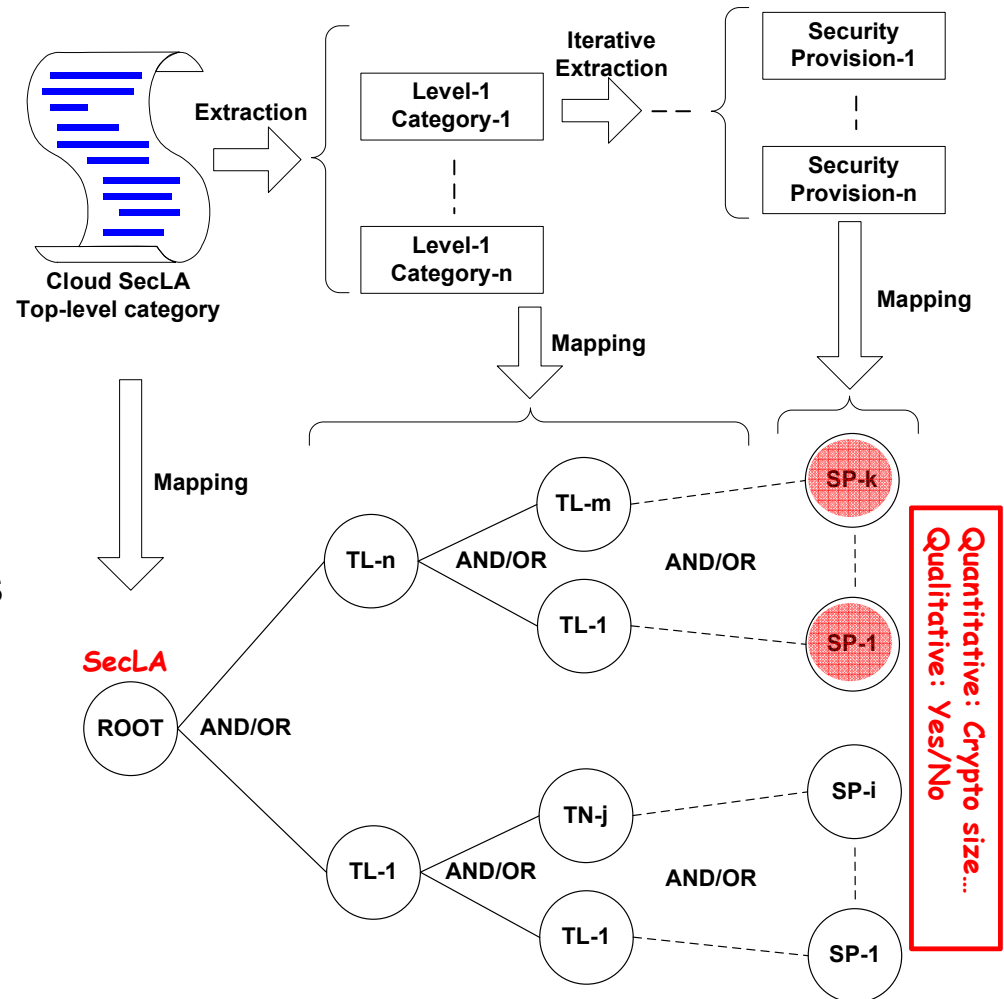 Extraction
Cloud SecLA
Top-level category
Level-1
Category-1
Level-1
Category-n
Iterative
Extraction
Security
Provision-1
Security
Provision-n
Mapping
Mapping
Mapping
s
SecLA
ROOT
AND/OR
TL-n
AND/OR
TL-m
TL-1
AND/OR
SP-k
SP-1
TL-1
AND/OR
TN-j
TL-1
AND/OR
SP-i
SP-1
Quantitative: Crypto size...
Qualitative: Yes/No